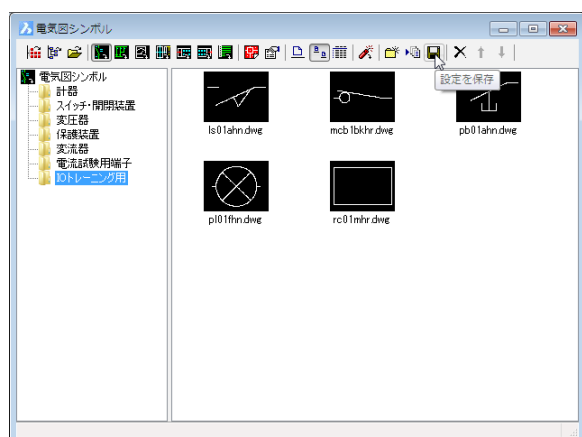 電気図シンボル
設定を保存
電気図シンボル
計器
スイッチ・開閉装置
変圧器
保護装置
変流器
電流試験用端子
IOトレーニング用
ls01ahn.dwg
mcb1bkhr.dwg
pb01ahn.dwg
pl01fhn.dwg
rc01mhr.dwg